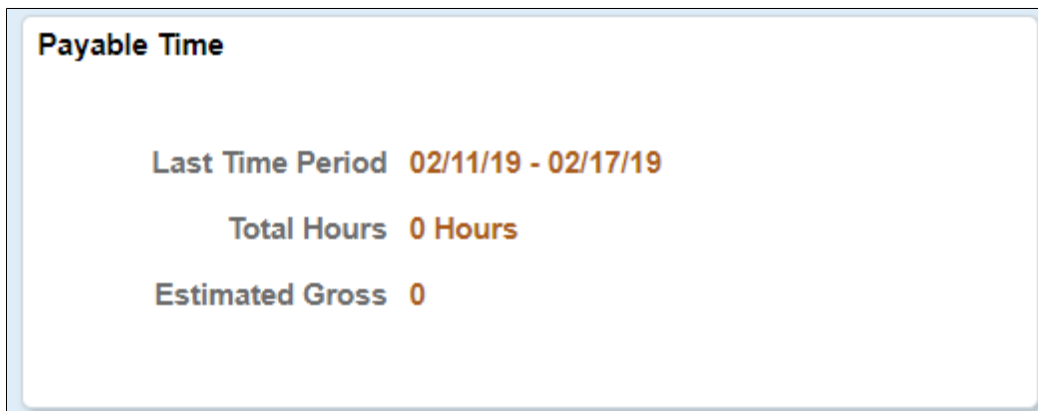 Payable Time
Last Time Period 02/11/19 - 02/17/19
Total Hours 0 Hours
Estimated Gross 0